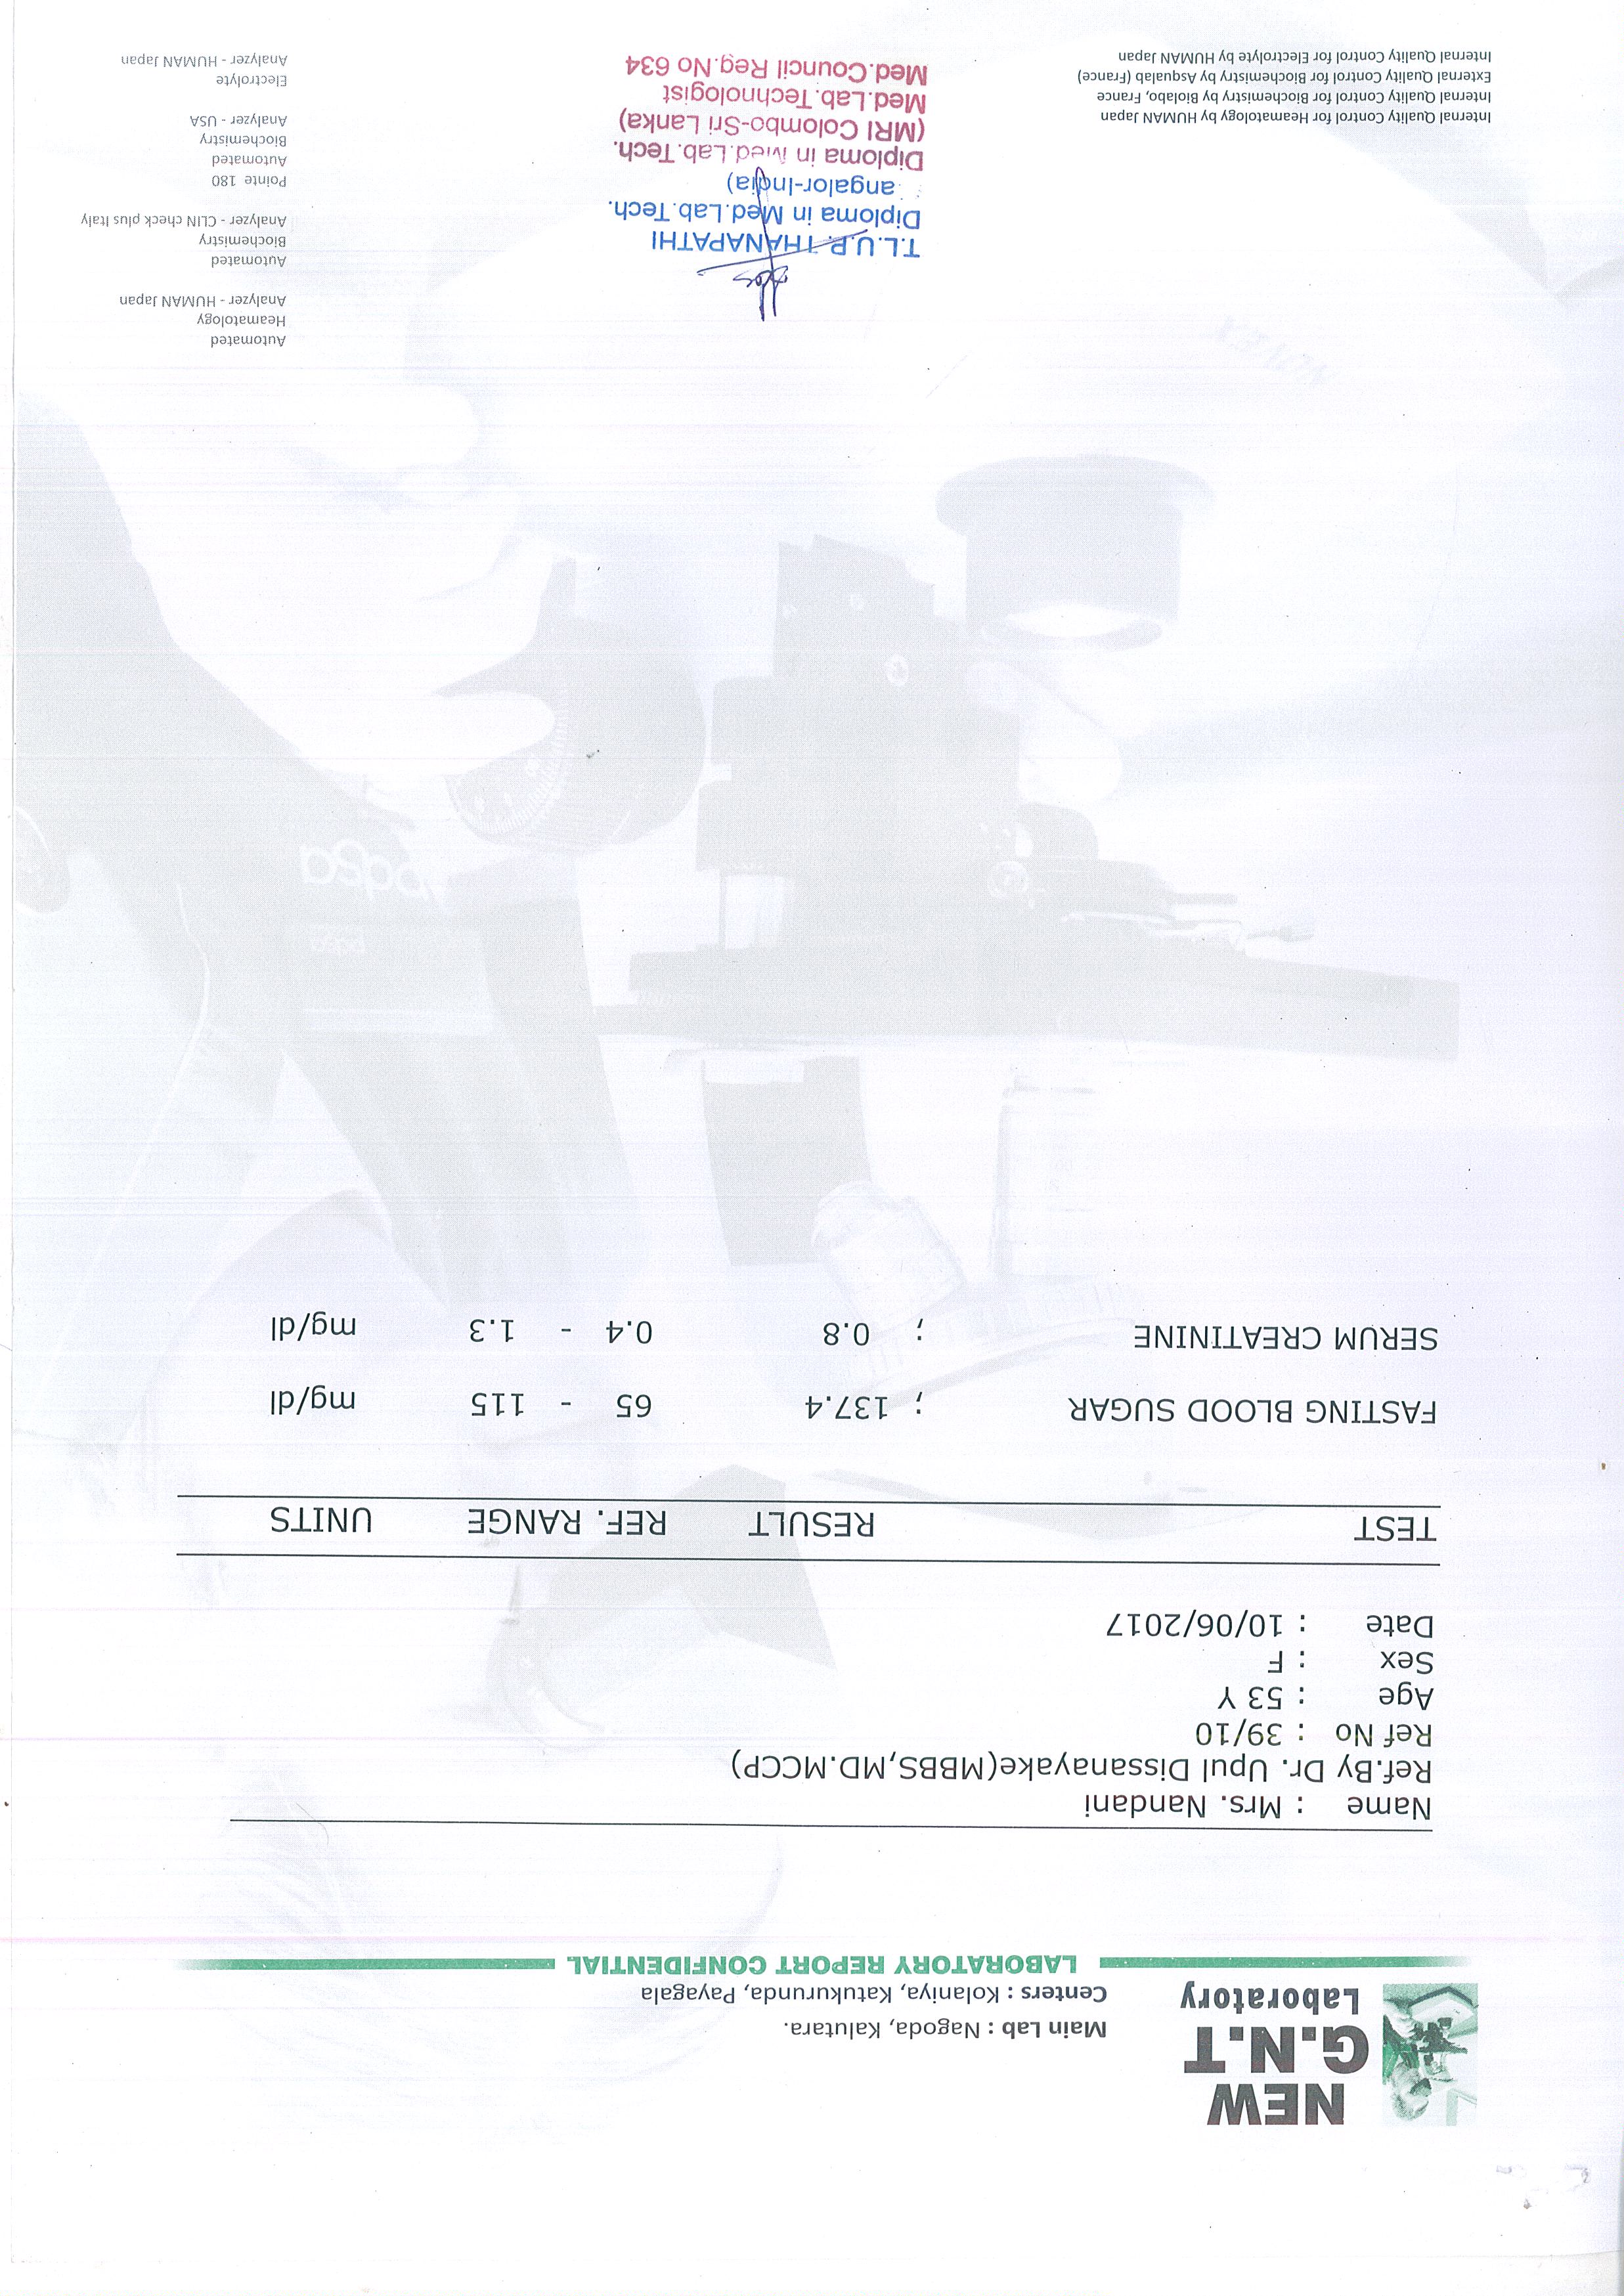 NEW
G.N.T
Laboratory
Main Lab : Nagoda, Kalutara.
Centers : Kolaniya, Katukurunda, Payagala
LABORATORY REPORT CONFIDENTIAL
Name : Mrs. Nandani
Ref.By Dr. Upul Dissanayake(MBBS,MD.MCCP)
Ref No : 39/10
Age : 53 Y
Sex : F
Date : 10/06/2017
TEST RESULT REF. RANGE UNITS
FASTING BLOOD SUGAR ; 137.4 65 - 115 mg/dl
SERUM CREATININE ; 0.8 0.4 - 1.3 mg/dl
T.L.U.P. THANAPATHI
Diploma in Med.Lab.Tech.
angalor-India)
Diploma in Med.Lab.Tech.
(MRI Colombo-Sri Lanka)
Med.Lab.Technologist
Med.Council Reg.No 634
Internal Quality Control for Heamatology by HUMAN Japan
Internal Quality Control for Biochemistry by Biolabo, France
External Quality Control for Biochemistry by Asqualab (France)
Internal Quality Control for Electrolyte by HUMAN Japan
Automated
Heamatology
Analyzer - HUMAN Japan
Automated
Biochemistry
Analyzer - CLIN check plus Italy
Pointe 180
Automated
Biochemistry
Analyzer - USA
Electrolyte
Analyzer - HUMAN Japan